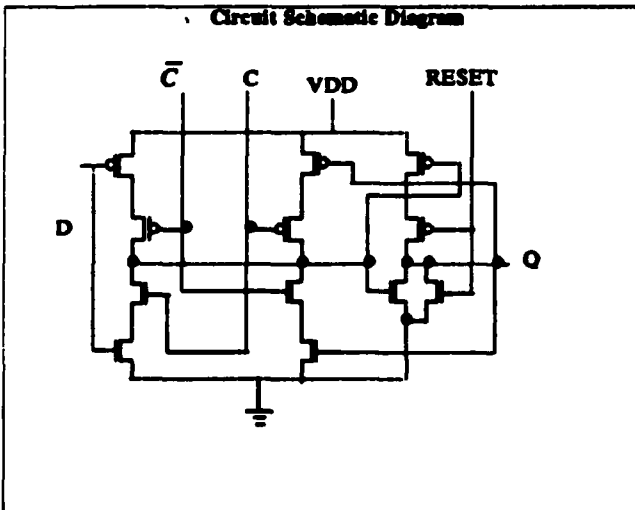 Circuit Schematic Diagram
C̅ C VDD RESET
D
Q